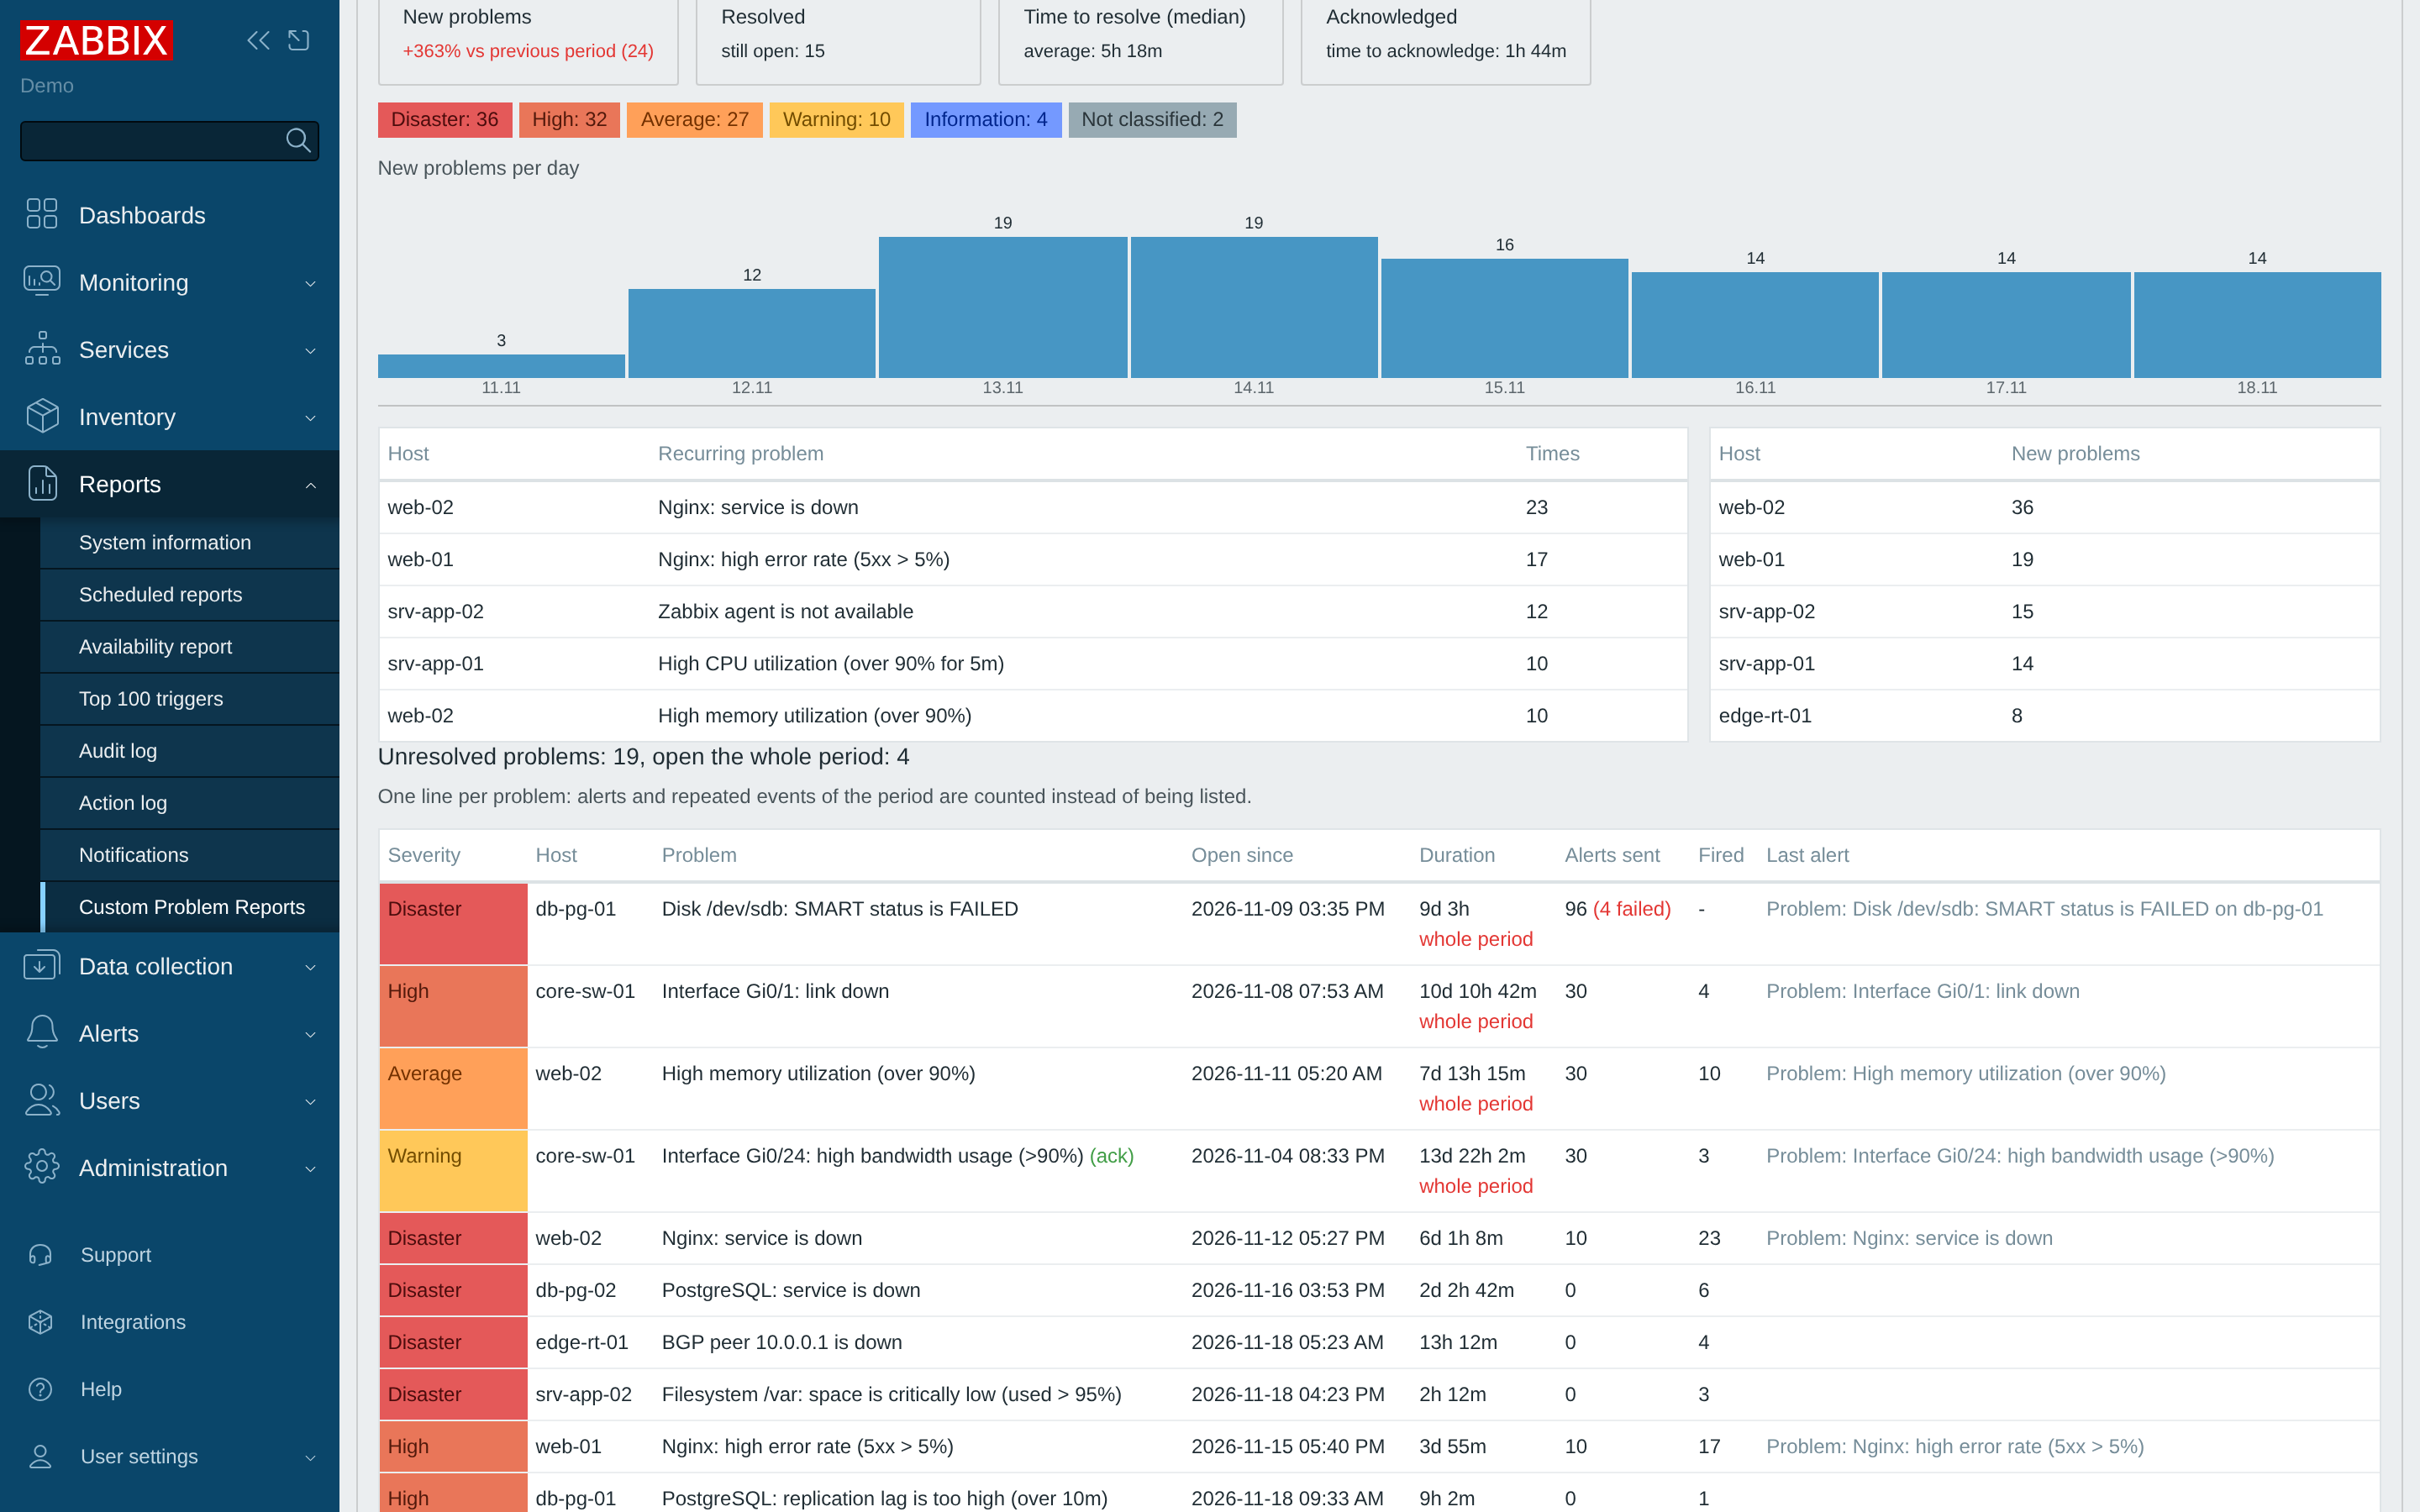 ZABBIX
Demo
Dashboards
Monitoring
Services
Inventory
Reports
System information
Scheduled reports
Availability report
Top 100 triggers
Audit log
Action log
Notifications
Custom Problem Reports
Data collection
Alerts
Users
Administration
Support
Integrations
Help
User settings
New problems
+363% vs previous period (24)
Resolved
still open: 15
Time to resolve (median)
average: 5h 18m
Acknowledged
time to acknowledge: 1h 44m
Disaster: 36 High: 32 Average: 27 Warning: 10 Information: 4 Not classified: 2
New problems per day
3 12 19 19 16 14 14 14
11.11 12.11 13.11 14.11 15.11 16.11 17.11 18.11
Host Recurring problem Times
web-02 Nginx: service is down 23
web-01 Nginx: high error rate (5xx > 5%) 17
srv-app-02 Zabbix agent is not available 12
srv-app-01 High CPU utilization (over 90% for 5m) 10
web-02 High memory utilization (over 90%) 10
Host New problems
web-02 36
web-01 19
srv-app-02 15
srv-app-01 14
edge-rt-01 8
Unresolved problems: 19, open the whole period: 4
One line per problem: alerts and repeated events of the period are counted instead of being listed.
Severity Host Problem Open since Duration Alerts sent Fired Last alert
Disaster db-pg-01 Disk /dev/sdb: SMART status is FAILED 2026-11-09 03:35 PM 9d 3h 96 (4 failed) - Problem: Disk /dev/sdb: SMART status is FAILED on db-pg-01
whole period
High core-sw-01 Interface Gi0/1: link down 2026-11-08 07:53 AM 10d 10h 42m 30 4 Problem: Interface Gi0/1: link down
whole period
Average web-02 High memory utilization (over 90%) 2026-11-11 05:20 AM 7d 13h 15m 30 10 Problem: High memory utilization (over 90%)
whole period
Warning core-sw-01 Interface Gi0/24: high bandwidth usage (>90%) (ack) 2026-11-04 08:33 PM 13d 22h 2m 30 3 Problem: Interface Gi0/24: high bandwidth usage (>90%)
whole period
Disaster web-02 Nginx: service is down 2026-11-12 05:27 PM 6d 1h 8m 10 23 Problem: Nginx: service is down
Disaster db-pg-02 PostgreSQL: service is down 2026-11-16 03:53 PM 2d 2h 42m 0 6
Disaster edge-rt-01 BGP peer 10.0.0.1 is down 2026-11-18 05:23 AM 13h 12m 0 4
Disaster srv-app-02 Filesystem /var: space is critically low (used > 95%) 2026-11-18 04:23 PM 2h 12m 0 3
High web-01 Nginx: high error rate (5xx > 5%) 2026-11-15 05:40 PM 3d 55m 10 17 Problem: Nginx: high error rate (5xx > 5%)
High db-pg-01 PostgreSQL: replication lag is too high (over 10m) 2026-11-18 09:33 AM 9h 2m 0 1